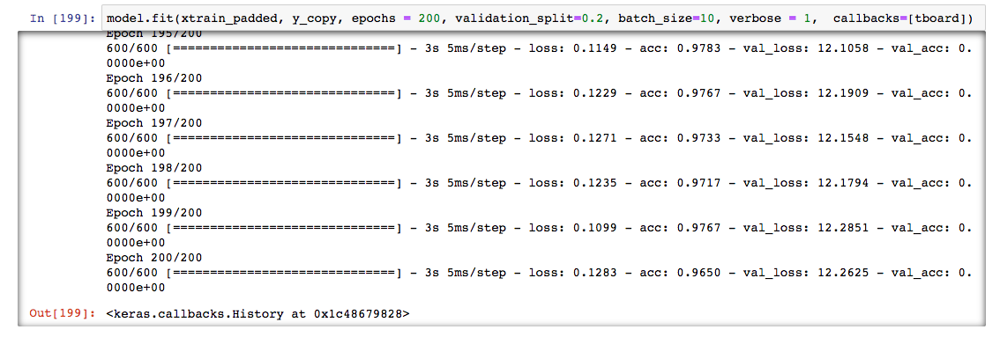 In [199]: model.fit(xtrain_padded, y_copy, epochs = 200, validation_split=0.2, batch_size=10, verbose = 1,  callbacks=[tboard])
Epoch 195/200
600/600 [==============================] - 3s 5ms/step - loss: 0.1149 - acc: 0.9783 - val_loss: 12.1058 - val_acc: 0.
0000e+00
Epoch 196/200
600/600 [==============================] - 3s 5ms/step - loss: 0.1229 - acc: 0.9767 - val_loss: 12.1909 - val_acc: 0.
0000e+00
Epoch 197/200
600/600 [==============================] - 3s 5ms/step - loss: 0.1271 - acc: 0.9733 - val_loss: 12.1548 - val_acc: 0.
0000e+00
Epoch 198/200
600/600 [==============================] - 3s 5ms/step - loss: 0.1235 - acc: 0.9717 - val_loss: 12.1794 - val_acc: 0.
0000e+00
Epoch 199/200
600/600 [==============================] - 3s 5ms/step - loss: 0.1099 - acc: 0.9767 - val_loss: 12.2851 - val_acc: 0.
0000e+00
Epoch 200/200
600/600 [==============================] - 3s 5ms/step - loss: 0.1283 - acc: 0.9650 - val_loss: 12.2625 - val_acc: 0.
0000e+00
Out[199]: <keras.callbacks.History at 0x1c48679828>